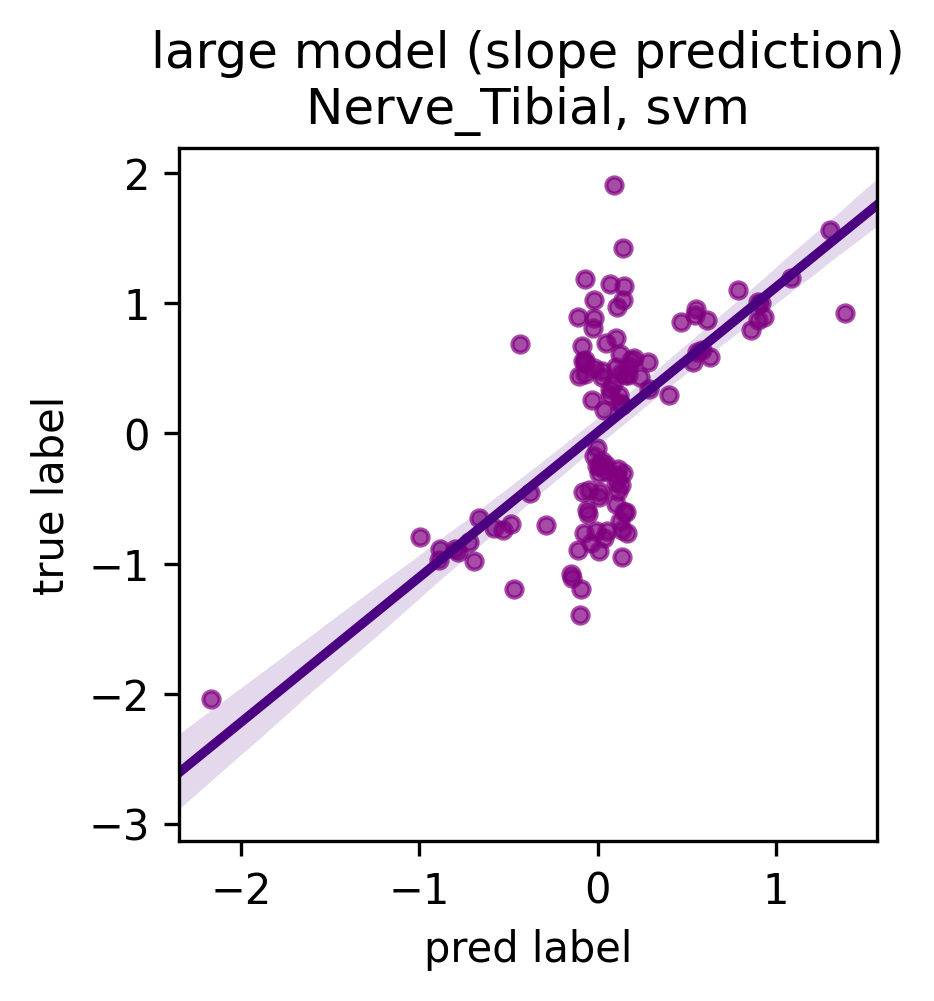 large model (slope prediction)
Nerve_Tibial, svm
2
1
0
−1
−2
−3
true label
−2
−1
0
1
pred label